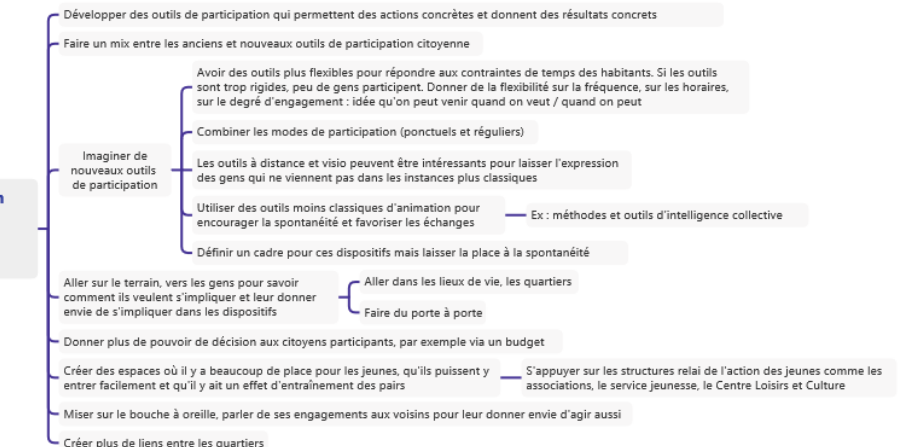 Développer des outils de participation qui permettent des actions concrètes et donnent des résultats concrets
Faire un mix entre les anciens et nouveaux outils de participation citoyenne
Imaginer de
nouveaux outils
de participation
Avoir des outils plus flexibles pour répondre aux contraintes de temps des habitants. Si les outils
sont trop rigides, peu de gens participent. Donner de la flexibilité sur la fréquence, sur les horaires,
sur le degré d'engagement : idée qu'on peut venir quand on veut / quand on peut
Combiner les modes de participation (ponctuels et réguliers)
Les outils à distance et visio peuvent être intéressants pour laisser l'expression
des gens qui ne viennent pas dans les instances plus classiques
Utiliser des outils moins classiques d'animation pour
encourager la spontanéité et favoriser les échanges
Ex : méthodes et outils d'intelligence collective
Définir un cadre pour ces dispositifs mais laisser la place à la spontanéité
Aller sur le terrain, vers les gens pour savoir
comment ils veulent s'impliquer et leur donner
envie de s'impliquer dans les dispositifs
Aller dans les lieux de vie, les quartiers
Faire du porte à porte
Donner plus de pouvoir de décision aux citoyens participants, par exemple via un budget
Créer des espaces où il y a beaucoup de place pour les jeunes, qu'ils puissent y
entrer facilement et qu'il y ait un effet d'entraînement des pairs
S'appuyer sur les structures relai de l'action des jeunes comme les
associations, le service jeunesse, le Centre Loisirs et Culture
Miser sur le bouche à oreille, parler de ses engagements aux voisins pour leur donner envie d'agir aussi
Créer plus de liens entre les quartiers